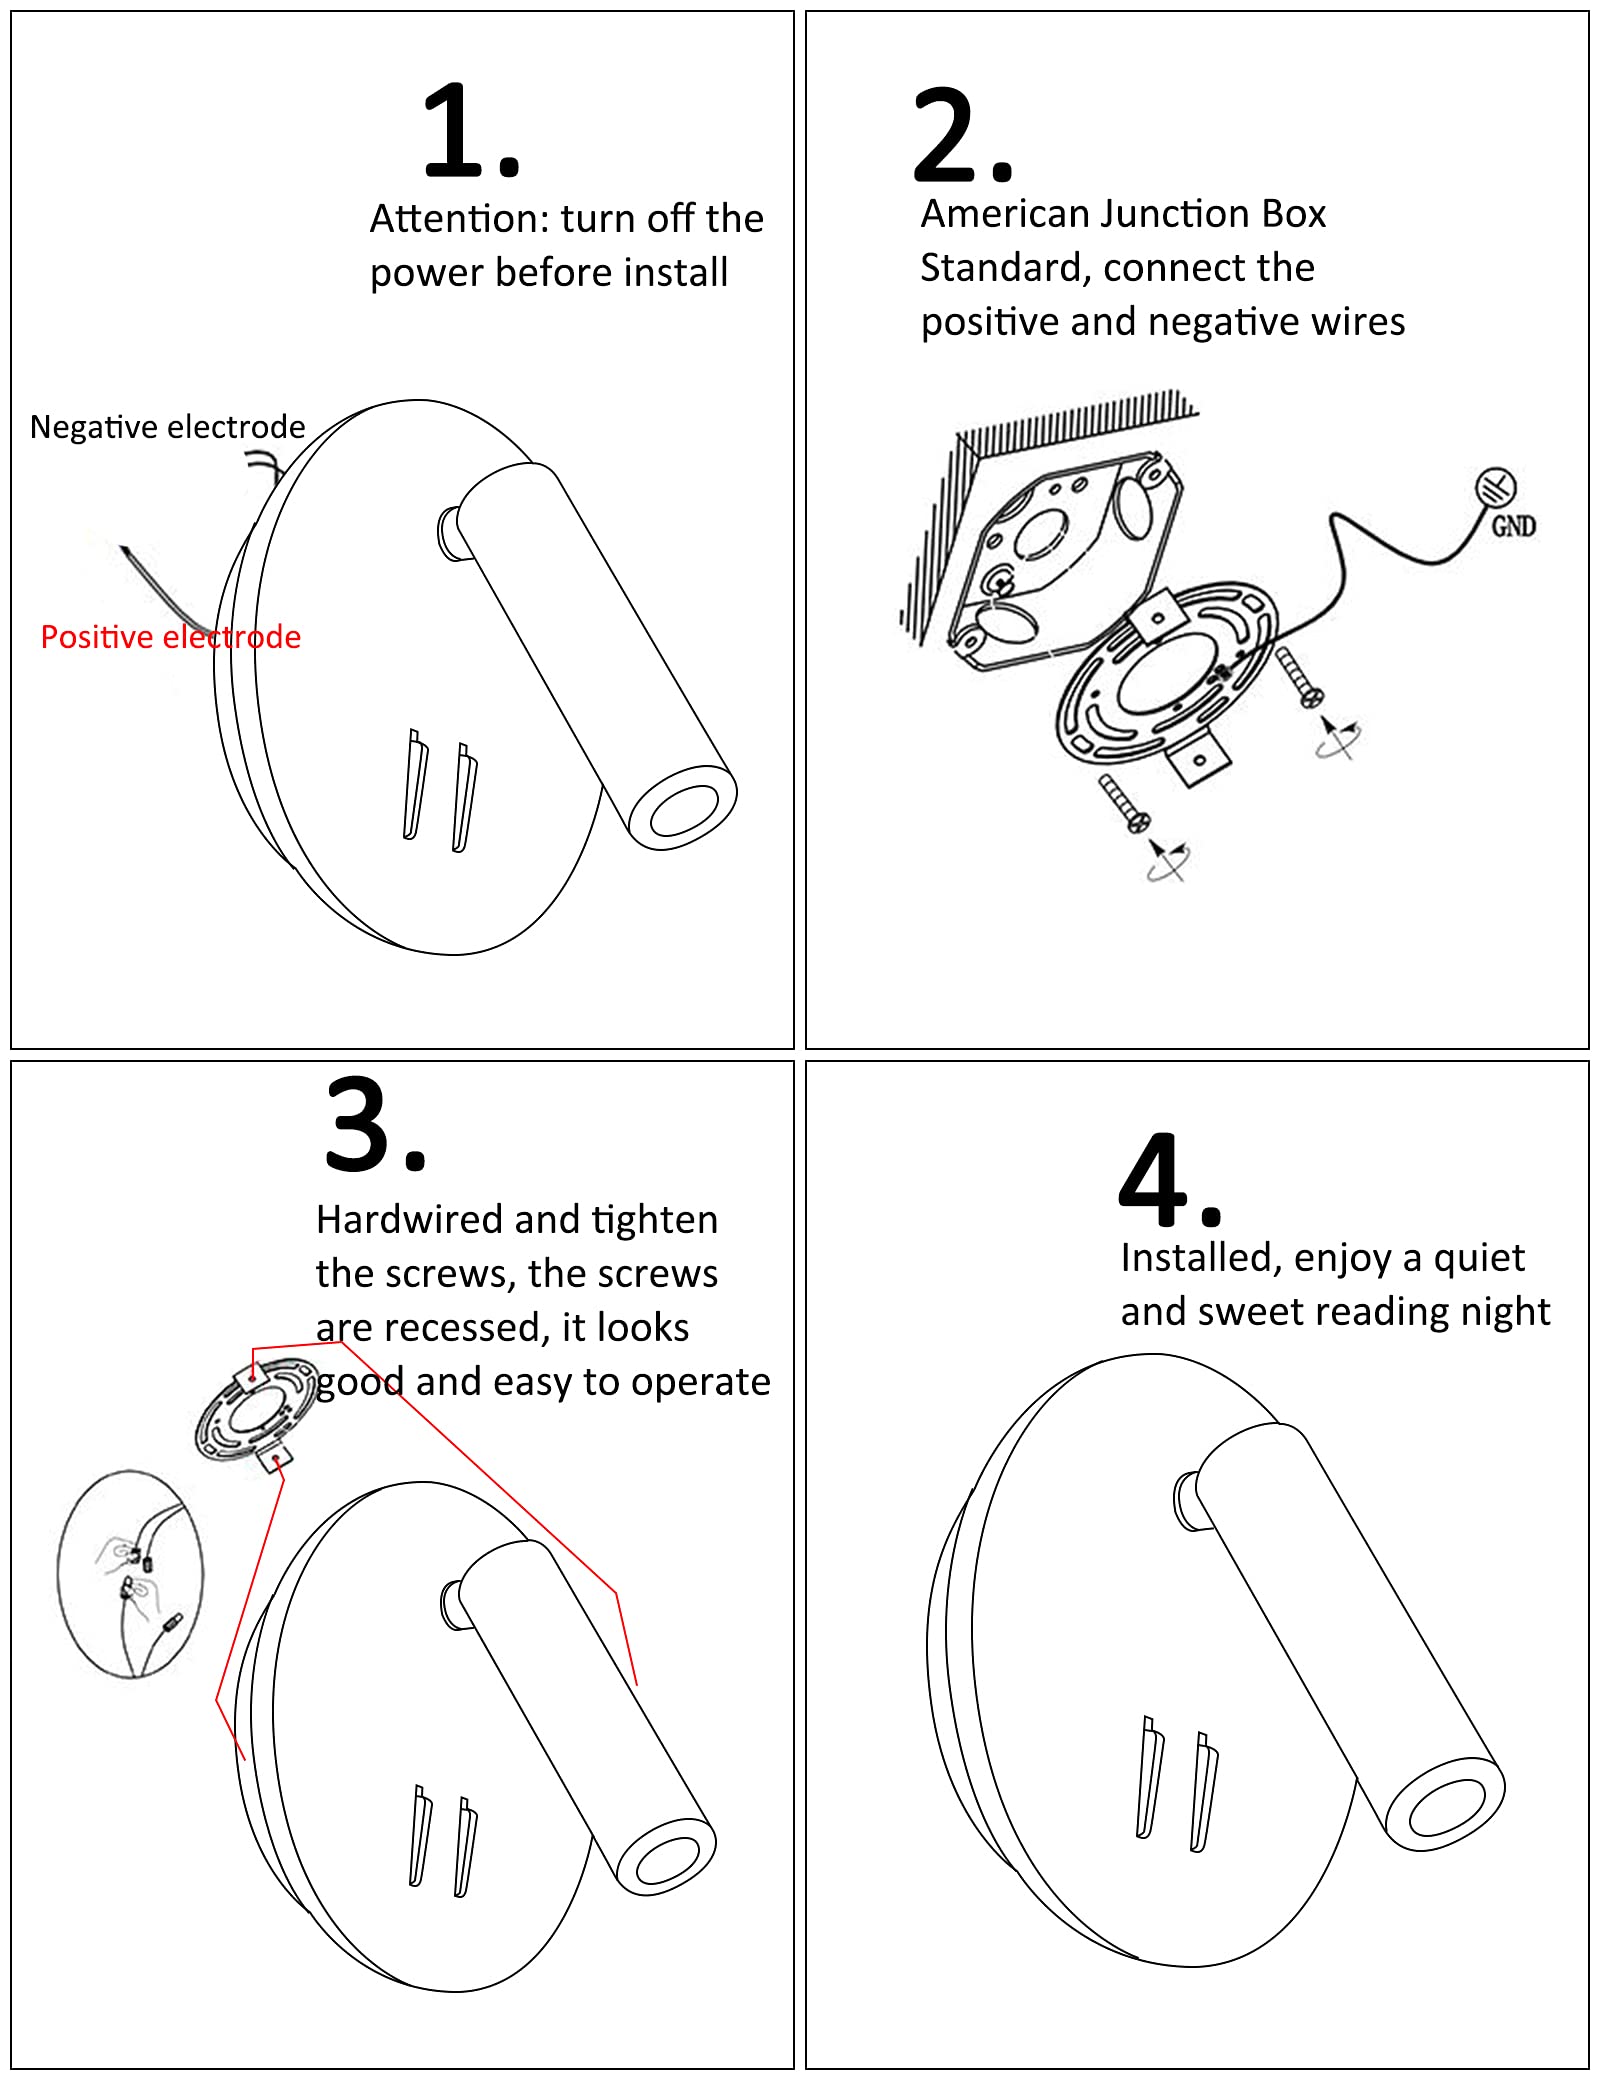 1.
Attention: turn off the
power before install
Negative electrode
Positive electrode
2.
American Junction Box
Standard, connect the
positive and negative wires
GND
3.
Hardwired and tighten
the screws, the screws
are recessed, it looks
good and easy to operate
4.
Installed, enjoy a quiet
and sweet reading night